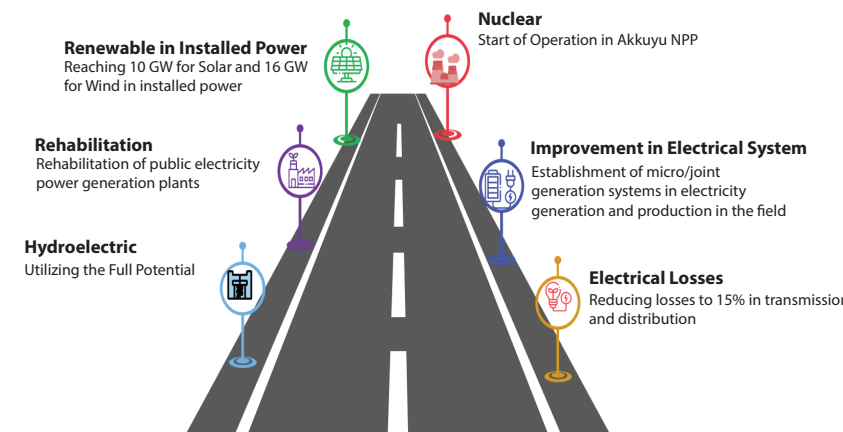 Renewable in Installed Power
Reaching 10 GW for Solar and 16 GW
for Wind in installed power
Rehabilitation
Rehabilitation of public electricity
power generation plants
Hydroelectric
Utilizing the Full Potential
Nuclear
Start of Operation in Akkuyu NPP
Improvement in Electrical System
Establishment of micro/joint
generation systems in electricity
generation and production in the field
Electrical Losses
Reducing losses to 15% in transmission
and distribution